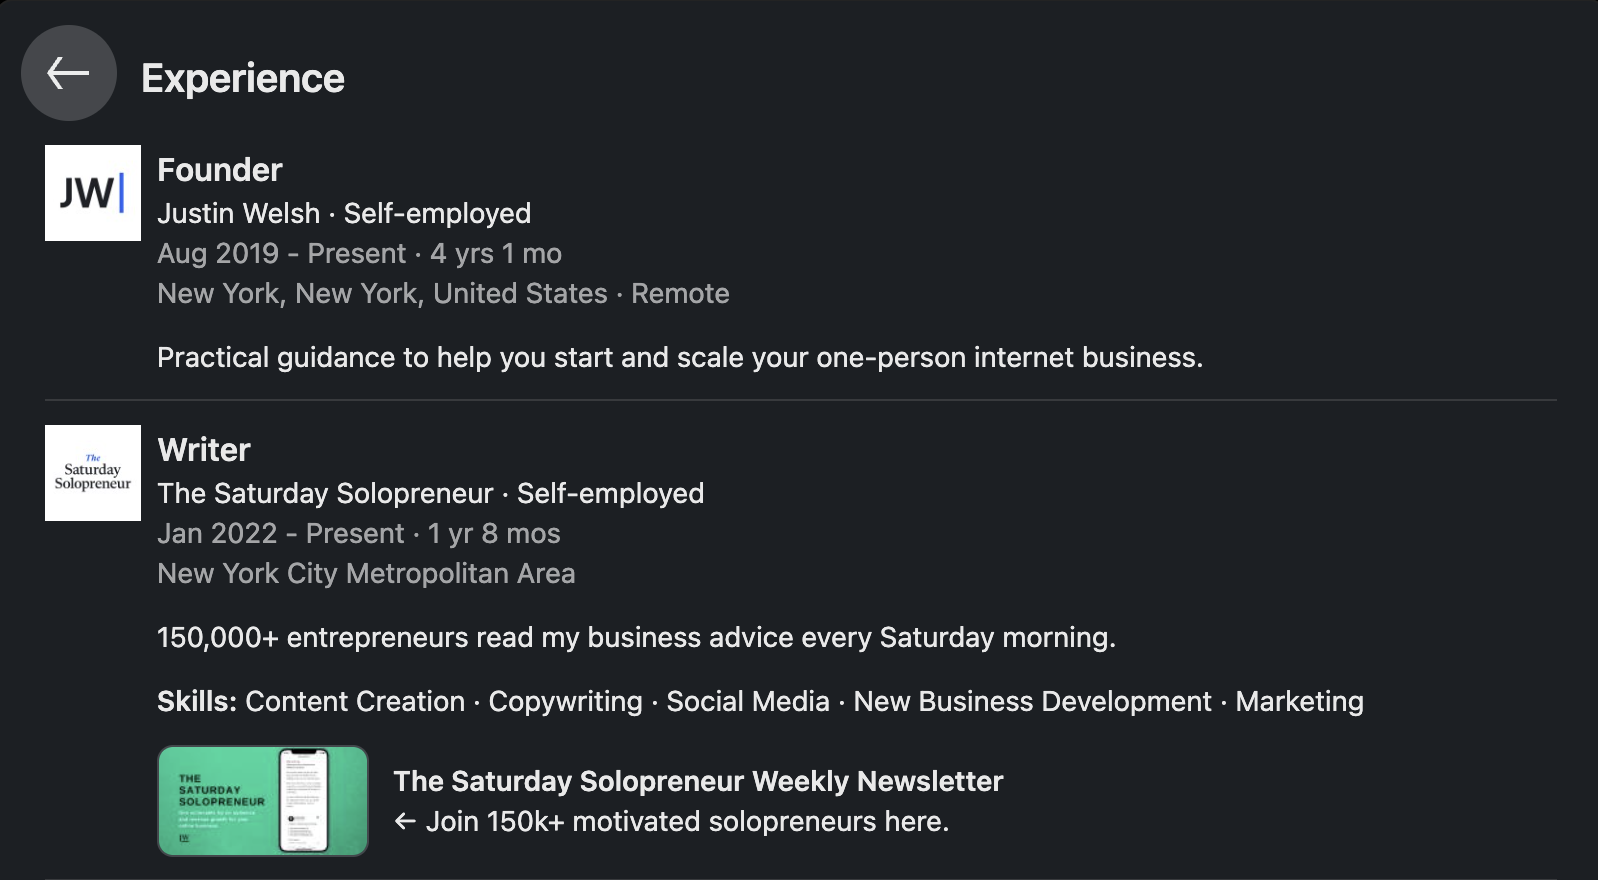 Experience
JW|
Founder
Justin Welsh · Self-employed
Aug 2019 - Present · 4 yrs 1 mo
New York, New York, United States · Remote
Practical guidance to help you start and scale your one-person internet business.
The
Saturday
Solopreneur
Writer
The Saturday Solopreneur · Self-employed
Jan 2022 - Present · 1 yr 8 mos
New York City Metropolitan Area
150,000+ entrepreneurs read my business advice every Saturday morning.
Skills: Content Creation · Copywriting · Social Media · New Business Development · Marketing
THE
SATURDAY
SOLOPRENEUR
JW
The Saturday Solopreneur Weekly Newsletter
← Join 150k+ motivated solopreneurs here.